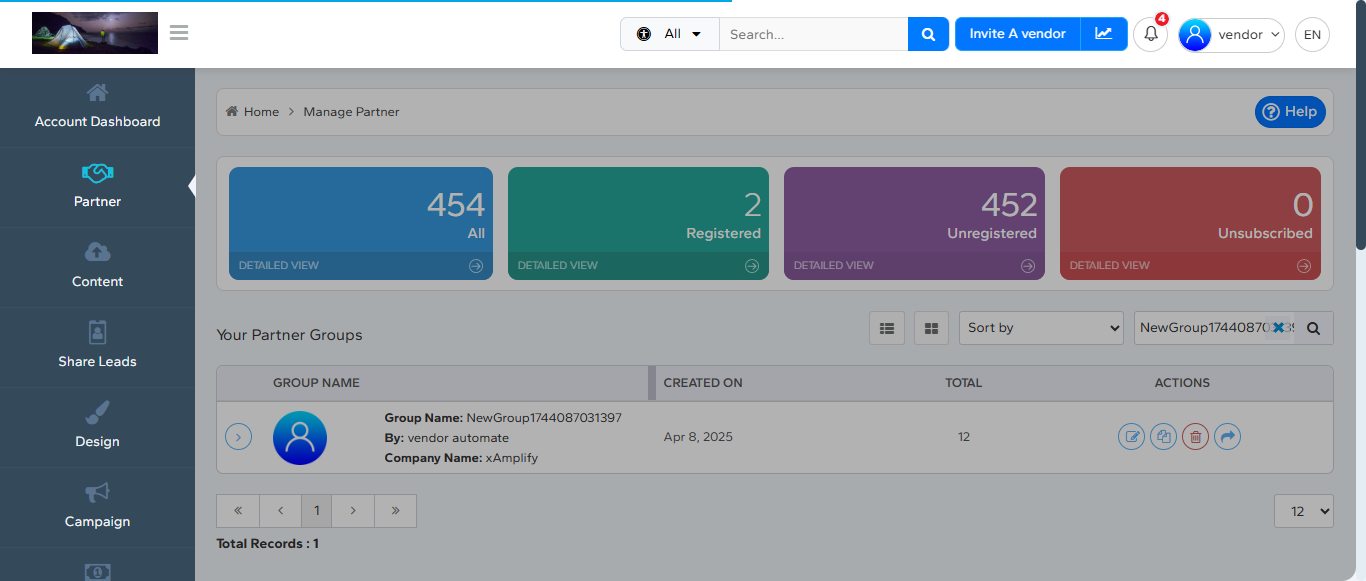 All
Search...
Invite A vendor
4
vendor
EN
Account Dashboard
Partner
Content
Share Leads
Design
Campaign
Home > Manage Partner
Help
454
All
DETAILED VIEW
2
Registered
DETAILED VIEW
452
Unregistered
DETAILED VIEW
0
Unsubscribed
DETAILED VIEW
Your Partner Groups
Sort by
GROUP NAME CREATED ON TOTAL ACTIONS
Group Name: NewGroup1744087031397
By: vendor automate
Company Name: xAmplify
Apr 8, 2025
12
« ‹ 1 › »
12
Total Records : 1